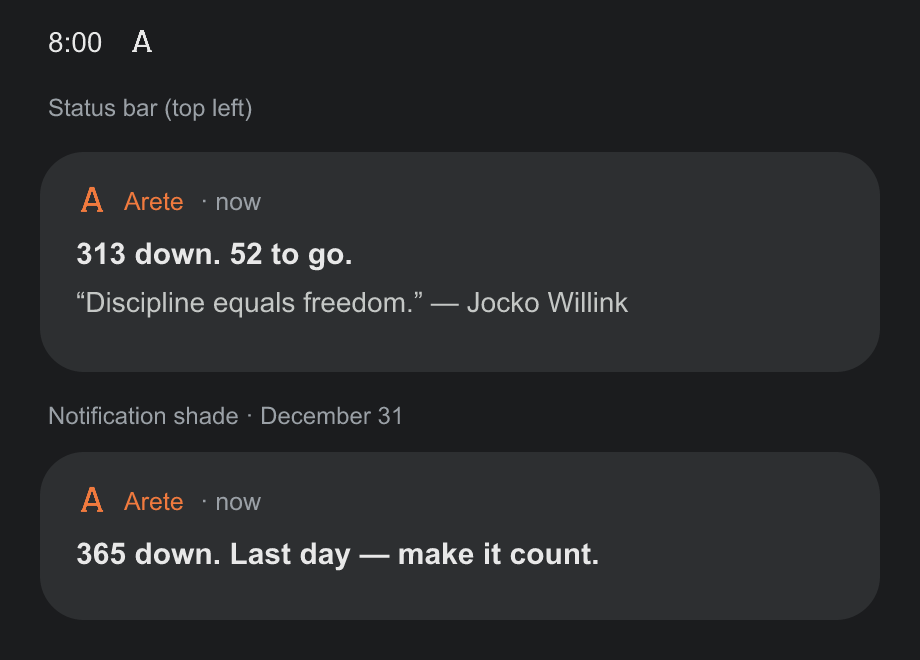 8:00 A
Status bar (top left)
A Arete · now
313 down. 52 to go.
“Discipline equals freedom.” — Jocko Willink
Notification shade · December 31
A Arete · now
365 down. Last day — make it count.